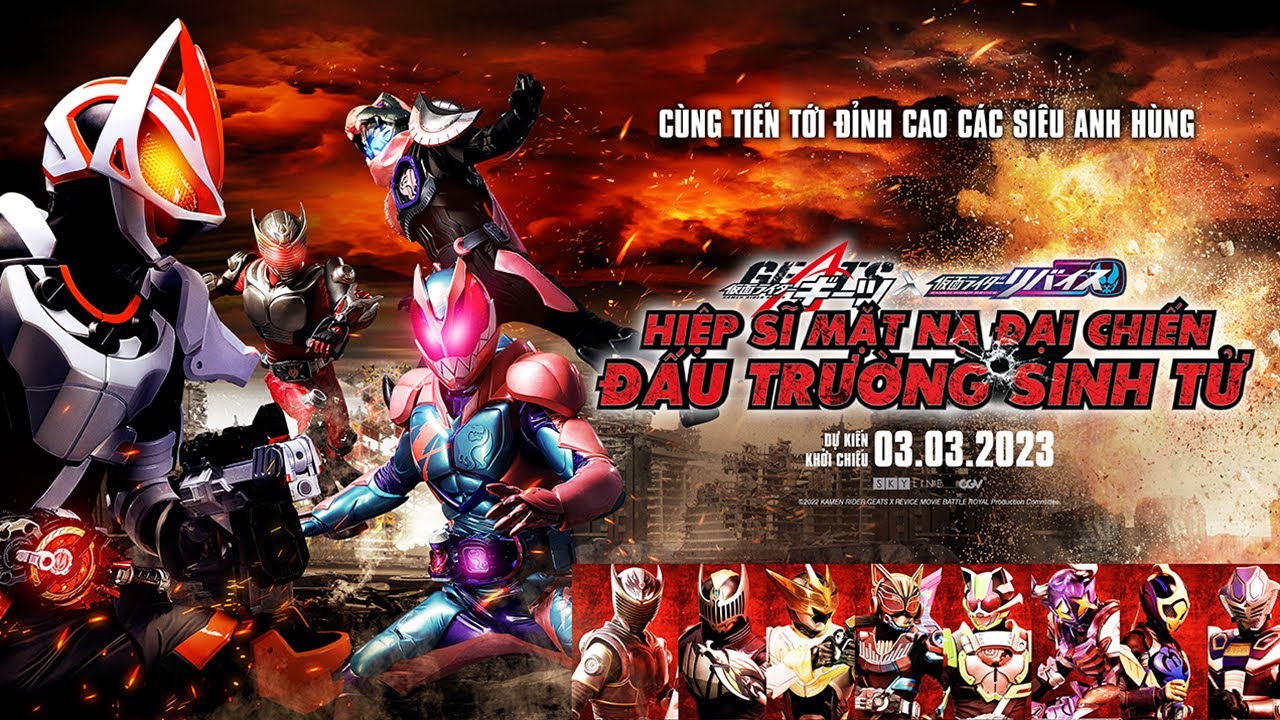 CÙNG TIẾN TỚI ĐỈNH CAO CÁC SIÊU ANH HÙNG
GEATS
仮面ライダーギーツ × 仮面ライダーリバイス
HIỆP SĨ MẶT NẠ ĐẠI CHIẾN
ĐẤU TRƯỜNG SINH TỬ
DỰ KIẾN
KHỞI CHIẾU 03.03.2023
SKYLINE CGV
©2022 KAMEN RIDER GEATS X REVICE MOVIE BATTLE ROYAL Production Committee